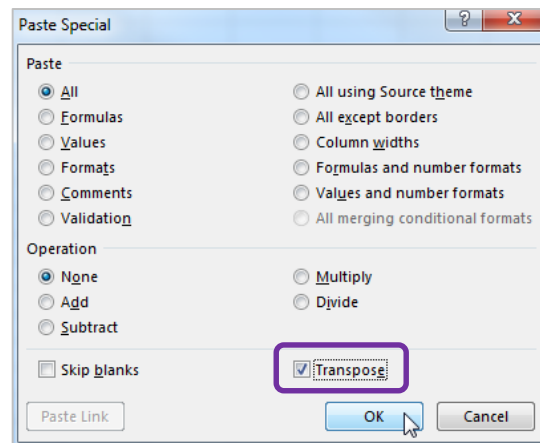 Paste Special
Paste
All
All using Source theme
Formulas
All except borders
Values
Column widths
Formats
Formulas and number formats
Comments
Values and number formats
Validation
All merging conditional formats
Operation
None
Multiply
Add
Divide
Subtract
Skip blanks
Transpose
Paste Link
OK
Cancel